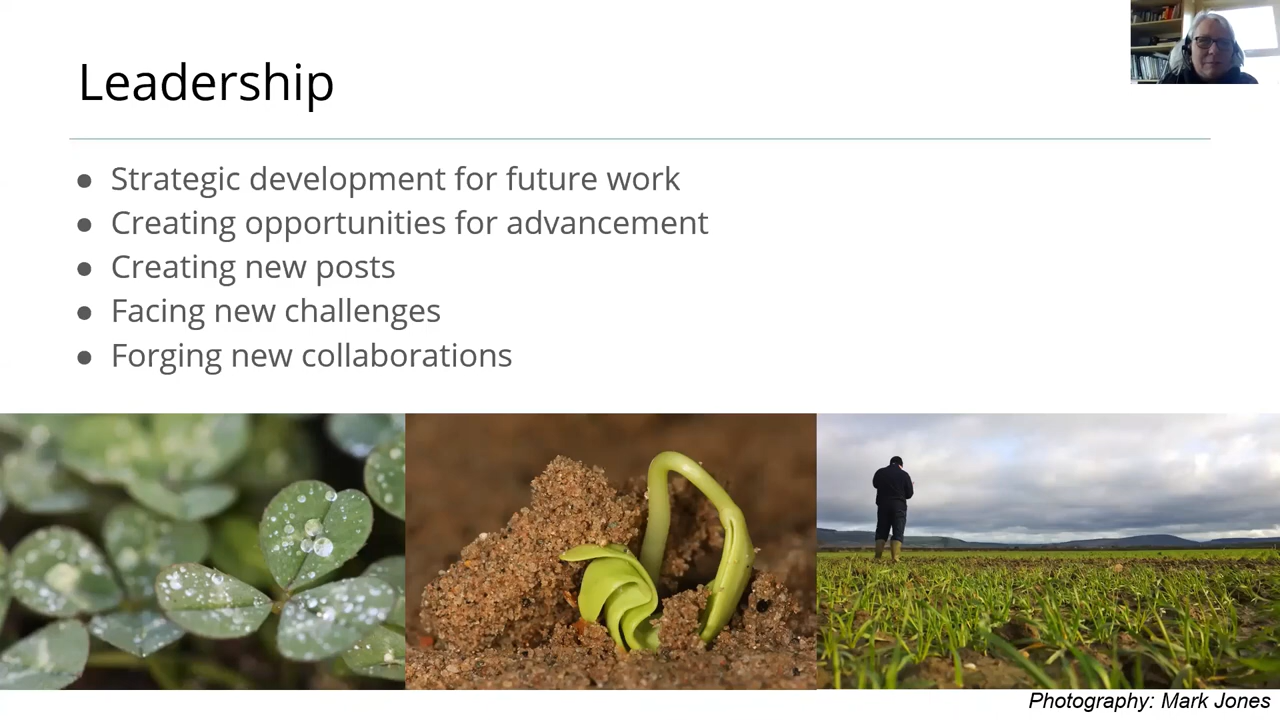 Leadership
● Strategic development for future work
● Creating opportunities for advancement
● Creating new posts
● Facing new challenges
● Forging new collaborations
Photography: Mark Jones